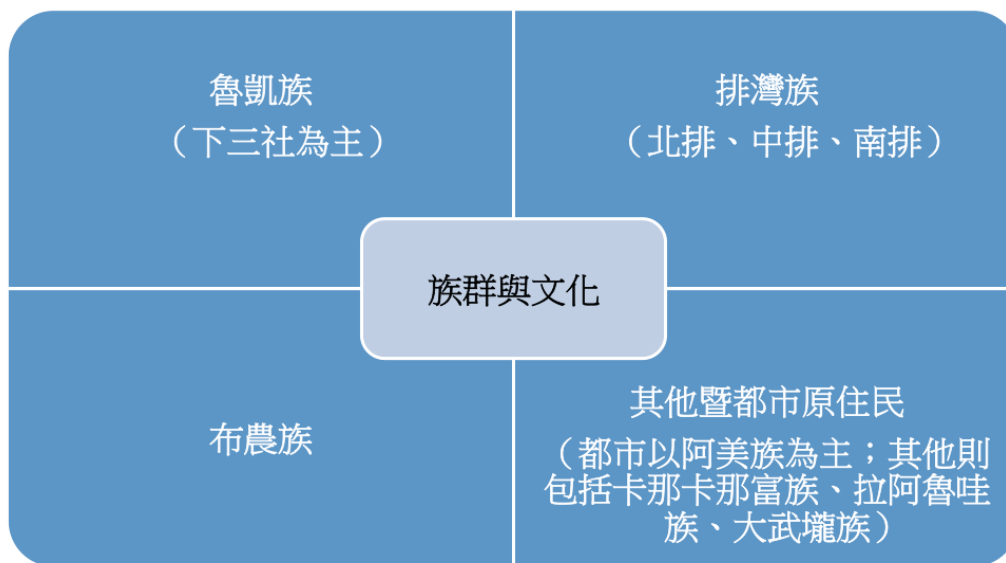 魯凱族
（下三社為主）
排灣族
（北排、中排、南排）
族群與文化
布農族
其他暨都市原住民
（都市以阿美族為主；其他則
包括卡那卡那富族、拉阿魯哇
族、大武壠族）